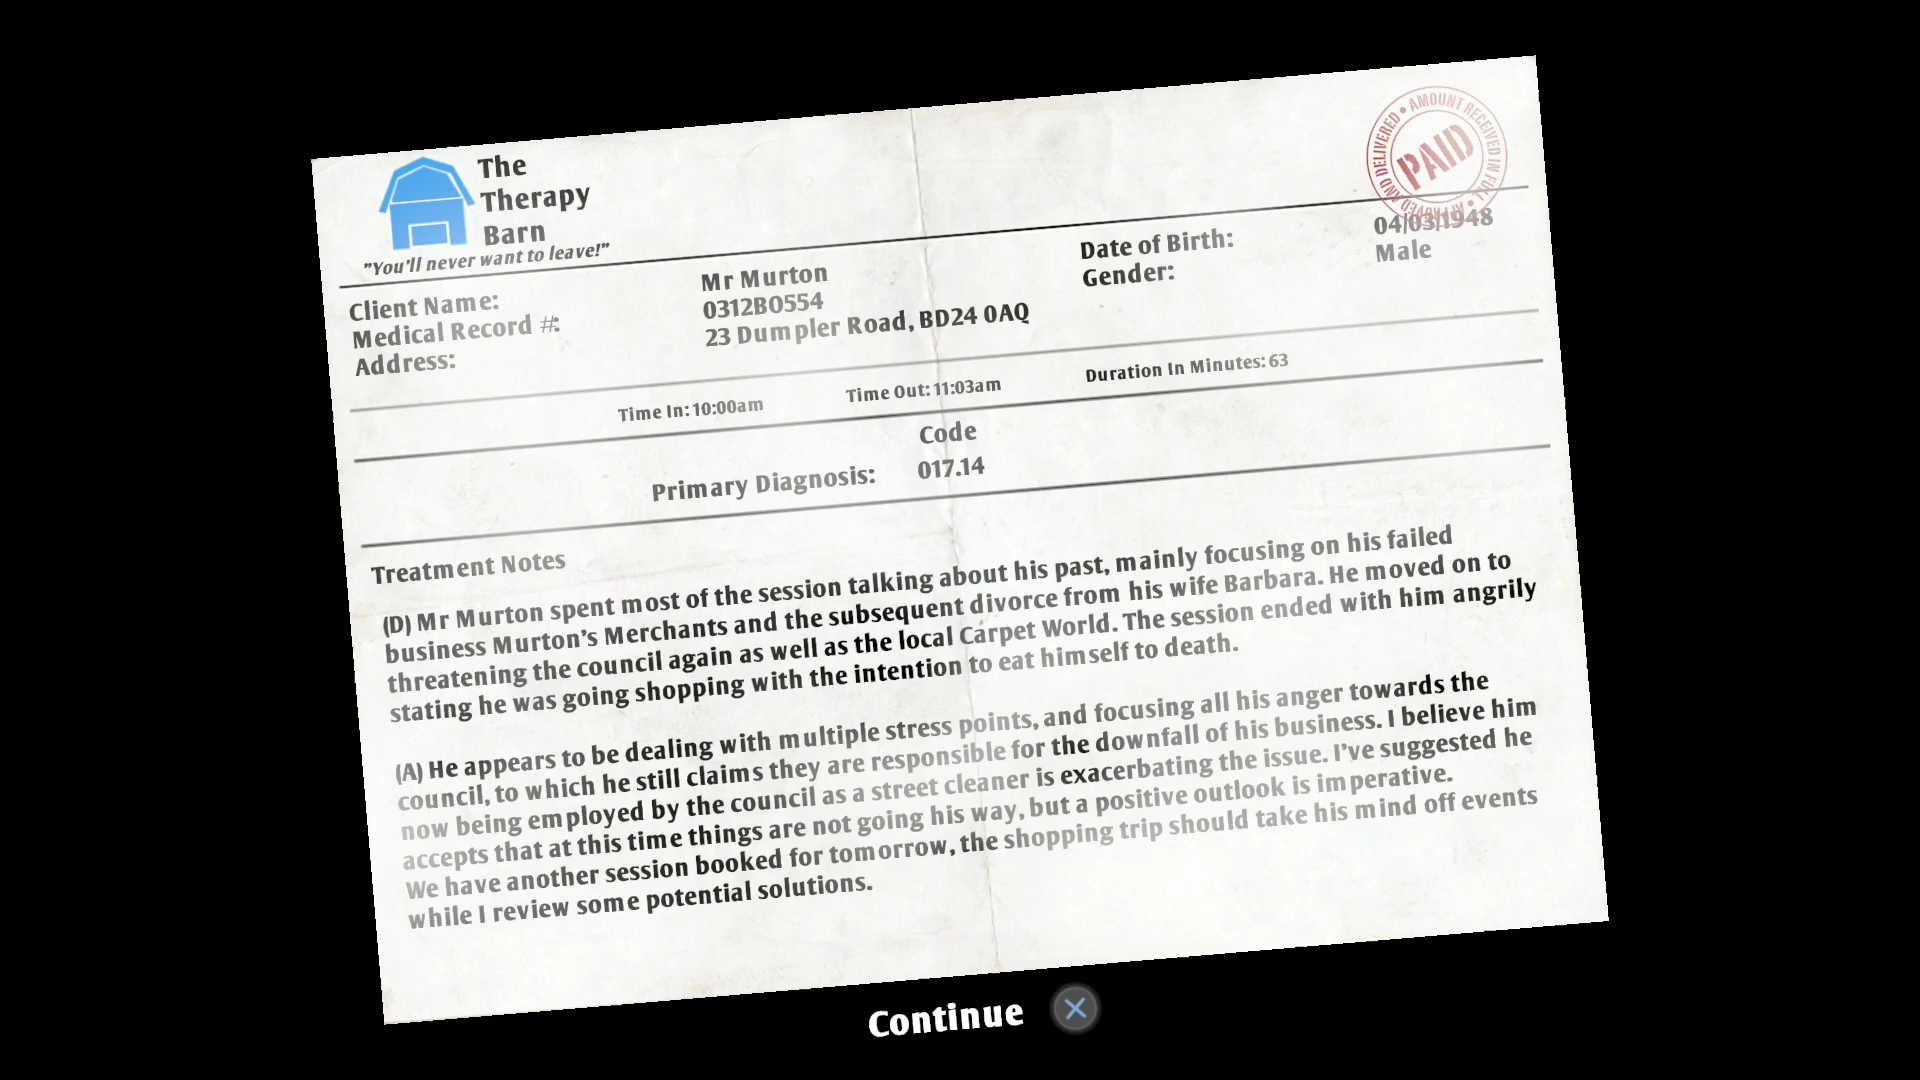 The
Therapy
Barn
"You'll never want to leave!"
AMOUNT RECEIVED IN FULL • APPROVED AND DELIVERED •
PAID
Client Name: Mr Murton
Medical Record #: 0312BO554
Address: 23 Dumpler Road, BD24 0AQ
Date of Birth: 04/03/1948
Gender: Male
Time In: 10:00am Time Out: 11:03am Duration In Minutes: 63
Code
Primary Diagnosis: 017.14
Treatment Notes
(D) Mr Murton spent most of the session talking about his past, mainly focusing on his failed
business Murton's Merchants and the subsequent divorce from his wife Barbara. He moved on to
threatening the council again as well as the local Carpet World. The session ended with him angrily
stating he was going shopping with the intention to eat himself to death.
(A) He appears to be dealing with multiple stress points, and focusing all his anger towards the
council, to which he still claims they are responsible for the downfall of his business. I believe him
now being employed by the council as a street cleaner is exacerbating the issue. I've suggested he
accepts that at this time things are not going his way, but a positive outlook is imperative.
We have another session booked for tomorrow, the shopping trip should take his mind off events
while I review some potential solutions.
Continue